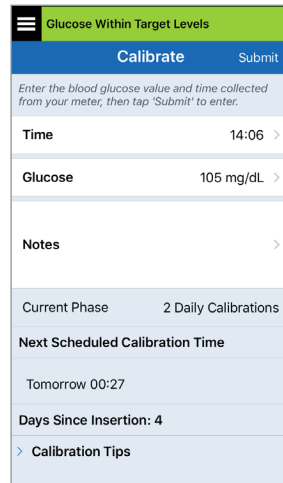 Glucose Within Target Levels
Calibrate Submit
Enter the blood glucose value and time collected
from your meter, then tap 'Submit' to enter.
Time 14:06
Glucose 105 mg/dL
Notes
Current Phase 2 Daily Calibrations
Next Scheduled Calibration Time
Tomorrow 00:27
Days Since Insertion: 4
Calibration Tips